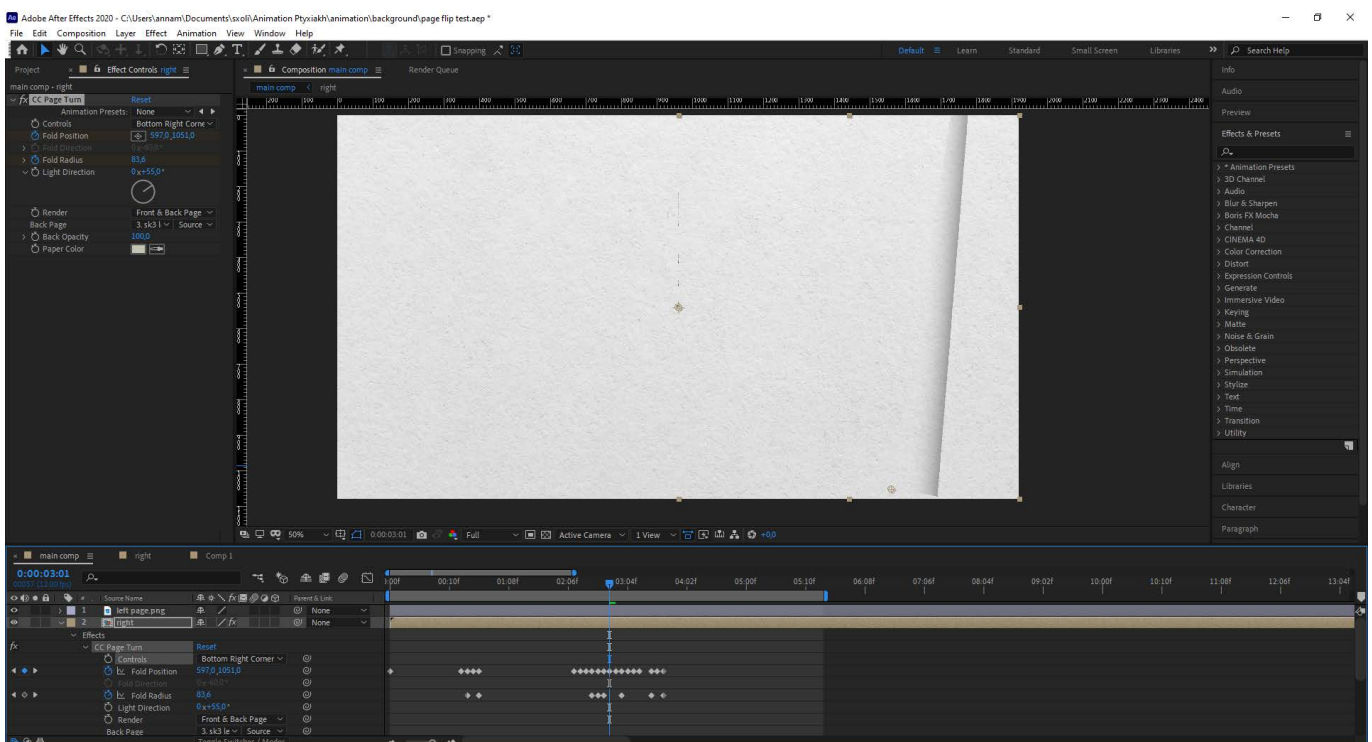 Adobe After Effects 2020 - C:\Users\annam\Documents\sxoli\Animation Ptyxiakh\animation\background\page flip test.aep *
File Edit Composition Layer Effect Animation View Window Help
Snapping Default Learn Standard Small Screen Libraries Search Help
Project Effect Controls right Composition main comp Render Queue Info
main comp • right main comp right
fx CC Page Turn Reset Audio
Animation Presets: None
Controls Bottom Right Corne Preview
Fold Position 597,0 ,1051,0
Fold Direction Effects & Presets
Fold Radius 83,6
Light Direction 0x+55,0°
Render Front & Back Page
Back Page 3. sk3 l Source
Back Opacity 100,0
Paper Color
* Animation Presets
3D Channel
Audio
Blur & Sharpen
Boris FX Mocha
Channel
CINEMA 4D
Color Correction
Distort
Expression Controls
Generate
Immersive Video
Keying
Matte
Noise & Grain
Obsolete
Perspective
Simulation
Stylize
Text
Time
Transition
Utility
Align
Libraries
Character
Paragraph
50% 0:00:03:01 Full Active Camera 1 View +0,0
main comp right Comp 1
0:00:03:01
00:10f 01:08f 02:06f 03:04f 04:02f 05:00f 05:10f 06:08f 07:06f 08:04f 09:02f 10:00f 10:10f 11:08f 12:06f 13:04f
# Source Name Parent & Link
1 left page.png None
2 right None
Effects
fx CC Page Turn Reset
Controls Bottom Right Corner
Fold Position 597,0 ,1051,0
Fold Direction
Fold Radius 83,6
Light Direction 0x+55,0°
Render Front & Back Page
Back Page 3. sk3 le Source
Toggle Switches / Modes